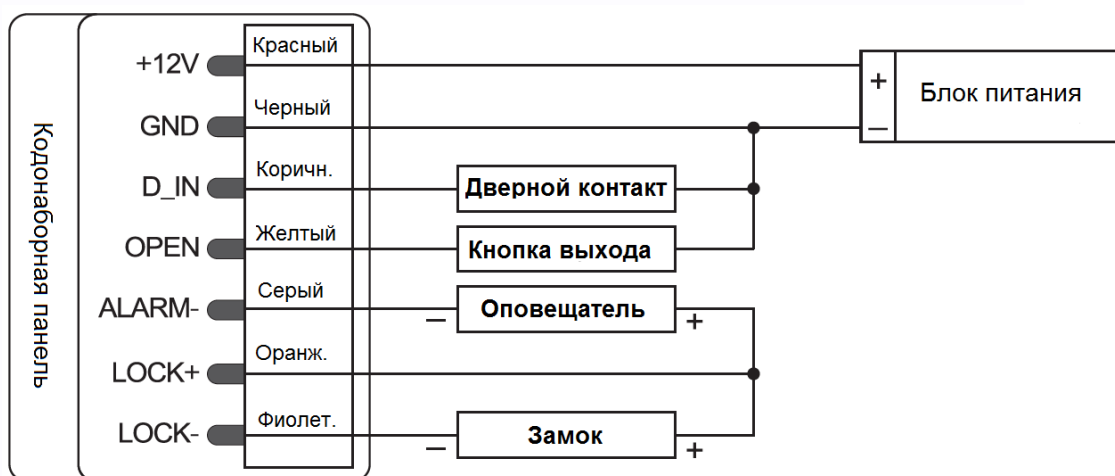 Кодонаборная панель
+12V Красный + Блок питания
GND Черный –
D_IN Коричн. Дверной контакт
OPEN Желтый Кнопка выхода
ALARM- Серый – Оповещатель +
LOCK+ Оранж.
LOCK- Фиолет. – Замок +